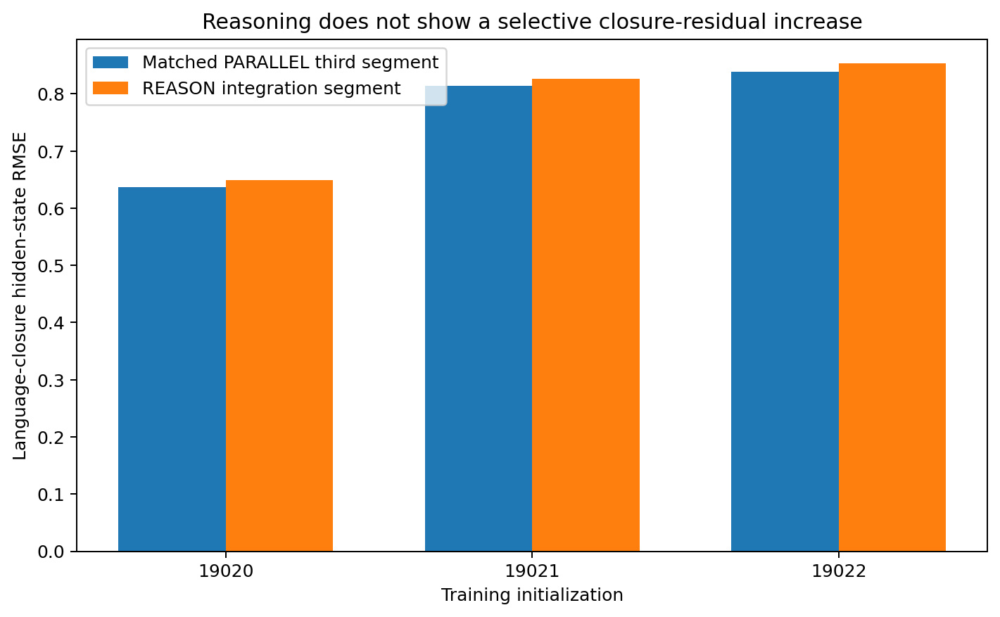 Reasoning does not show a selective closure-residual increase
Matched PARALLEL third segment
REASON integration segment
Language-closure hidden-state RMSE
0.8
0.7
0.6
0.5
0.4
0.3
0.2
0.1
0.0
19020
19021
19022
Training initialization